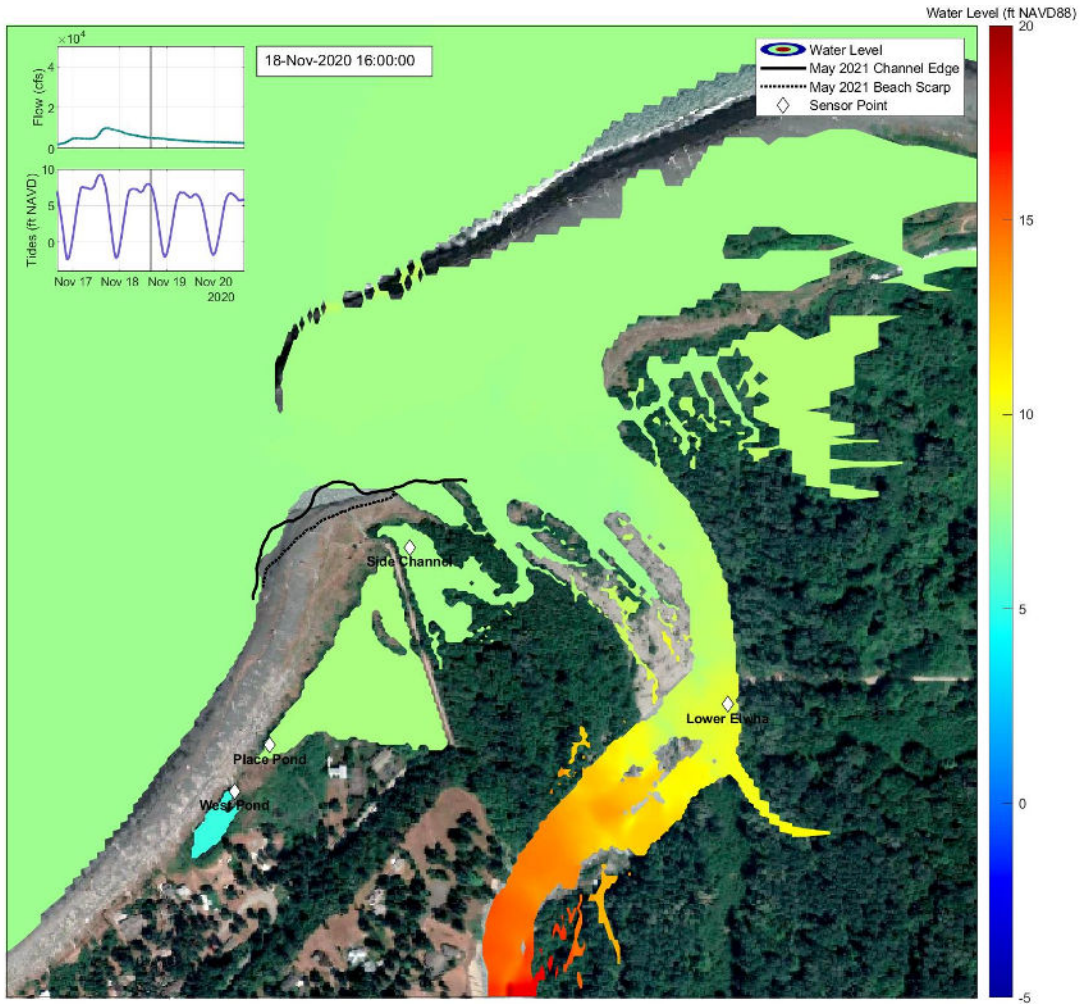 Water Level (ft NAVD88)
×10⁴
Flow (cfs)
4
2
0
18-Nov-2020 16:00:00
Water Level
May 2021 Channel Edge
May 2021 Beach Scarp
Sensor Point
Tides (ft NAVD)
10
5
0
Nov 17 Nov 18 Nov 19 Nov 20
2020
20
15
10
5
0
-5
Side Channel
Lower Elwha
Place Pond
West Pond